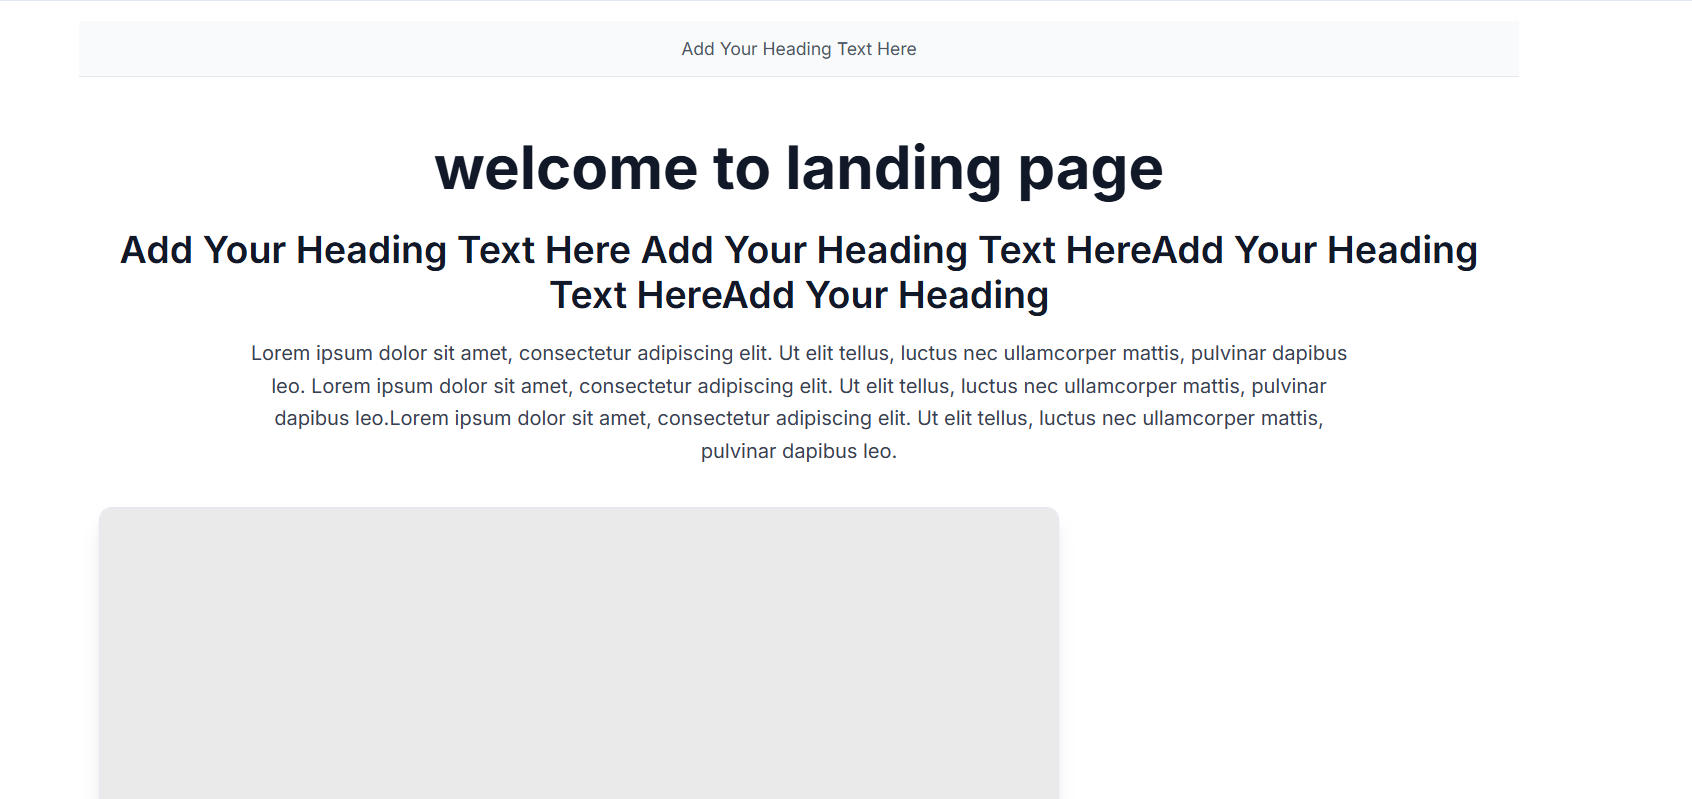 Add Your Heading Text Here
welcome to landing page
Add Your Heading Text Here Add Your Heading Text HereAdd Your Heading
Text HereAdd Your Heading
Lorem ipsum dolor sit amet, consectetur adipiscing elit. Ut elit tellus, luctus nec ullamcorper mattis, pulvinar dapibus
leo. Lorem ipsum dolor sit amet, consectetur adipiscing elit. Ut elit tellus, luctus nec ullamcorper mattis, pulvinar
dapibus leo.Lorem ipsum dolor sit amet, consectetur adipiscing elit. Ut elit tellus, luctus nec ullamcorper mattis,
pulvinar dapibus leo.